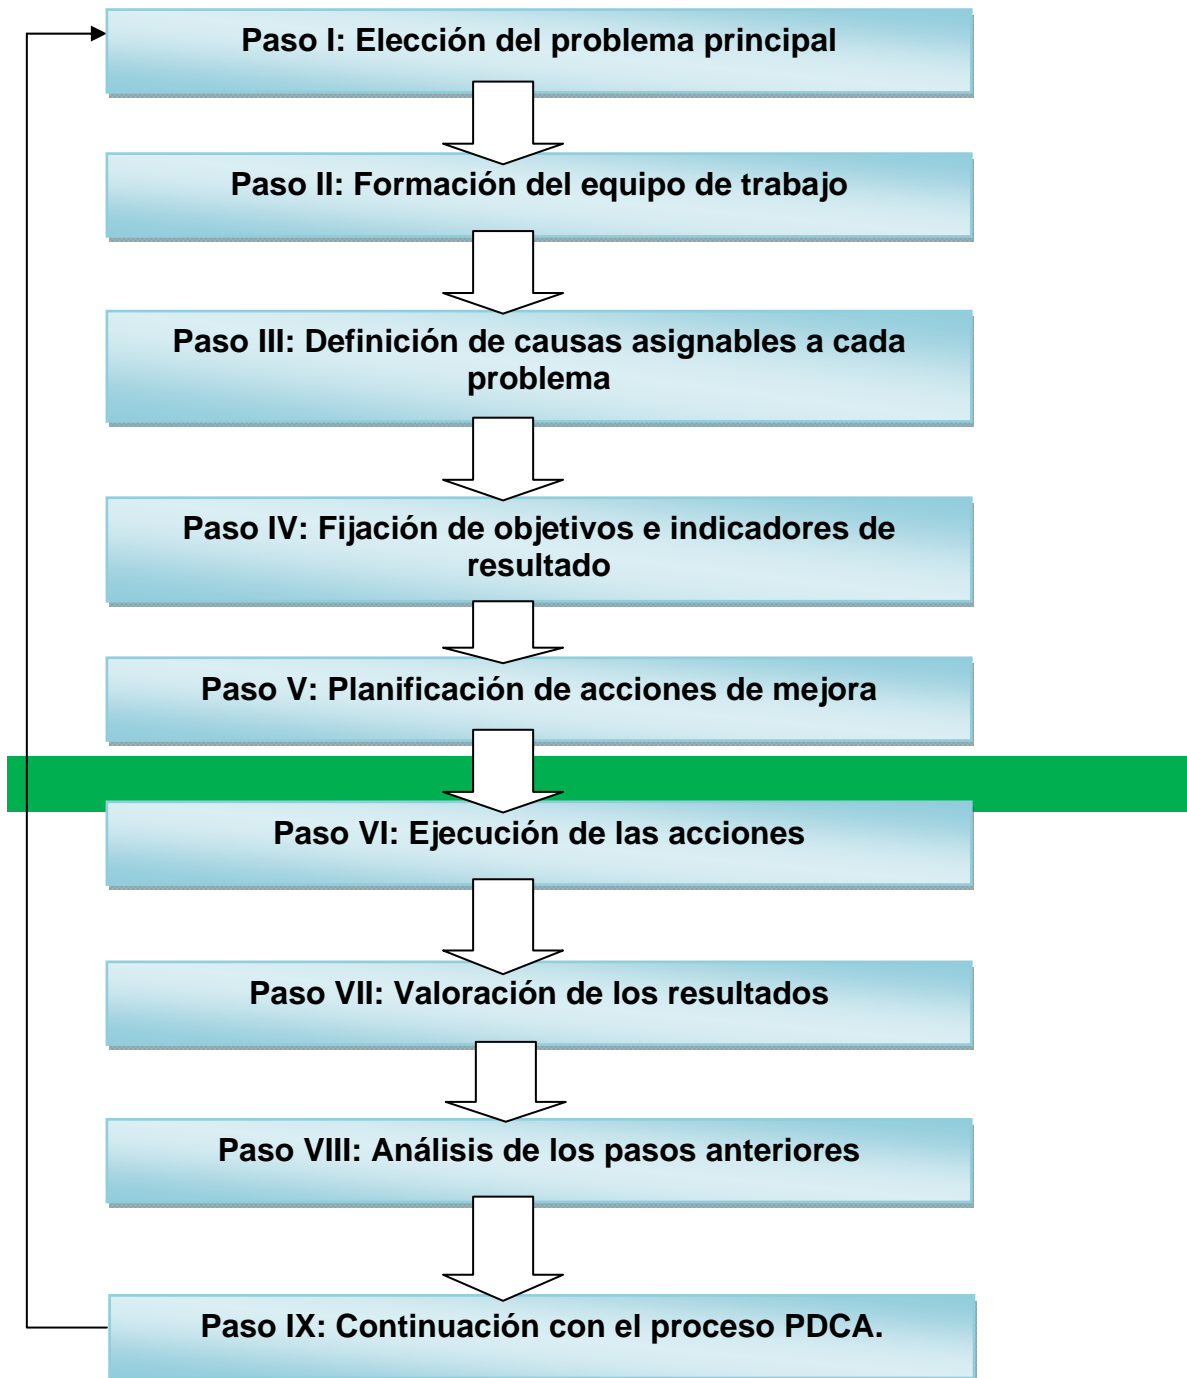 Paso I: Elección del problema principal
Paso II: Formación del equipo de trabajo
Paso III: Definición de causas asignables a cada
problema
Paso IV: Fijación de objetivos e indicadores de
resultado
Paso V: Planificación de acciones de mejora
Paso VI: Ejecución de las acciones
Paso VII: Valoración de los resultados
Paso VIII: Análisis de los pasos anteriores
Paso IX: Continuación con el proceso PDCA.